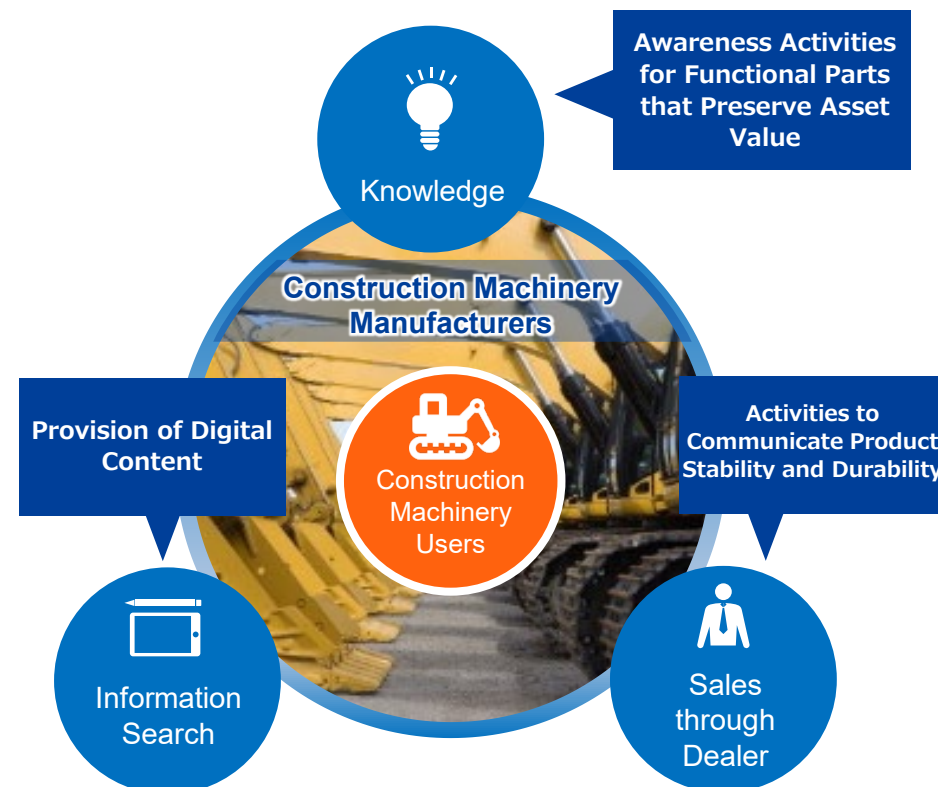 Awareness Activities
for Functional Parts
that Preserve Asset
Value
Knowledge
Construction Machinery
Manufacturers
Provision of Digital
Content
Activities to
Communicate Product
Stability and Durability
Construction
Machinery
Users
Information
Search
Sales
through
Dealer